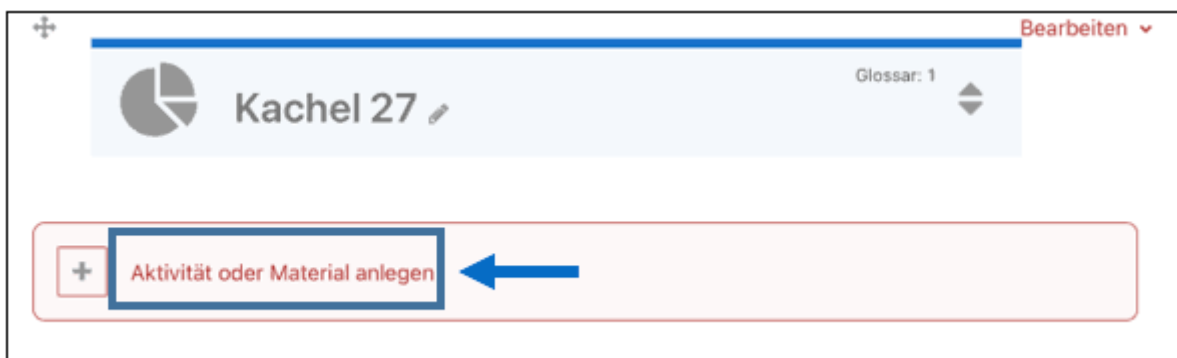 Bearbeiten
Glossar: 1
Kachel 27
Aktivität oder Material anlegen